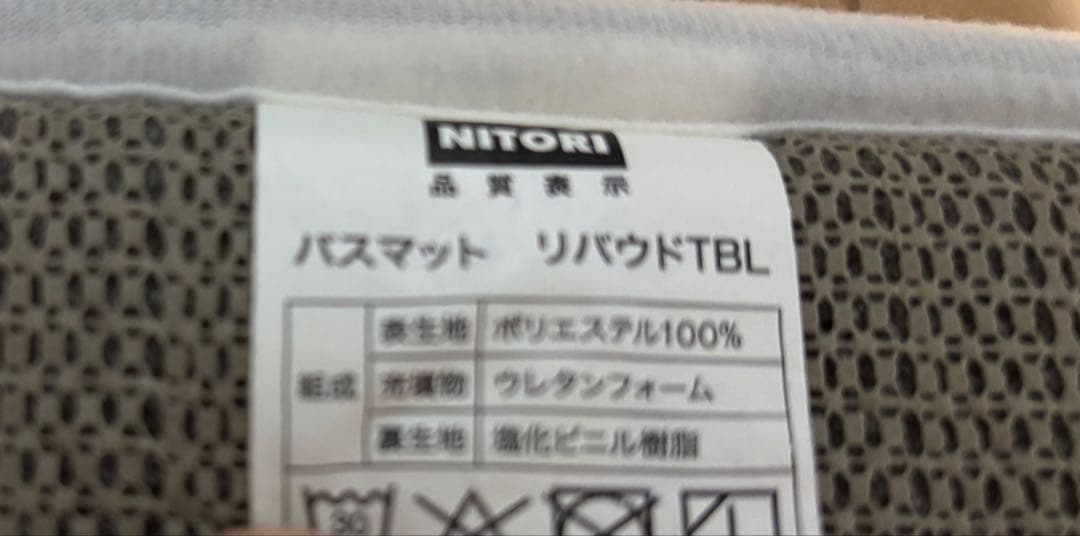 NITORI
品質表示
バスマット リバウドTBL
組成
表生地 ポリエステル100%
充填物 ウレタンフォーム
裏生地 塩化ビニル樹脂
30